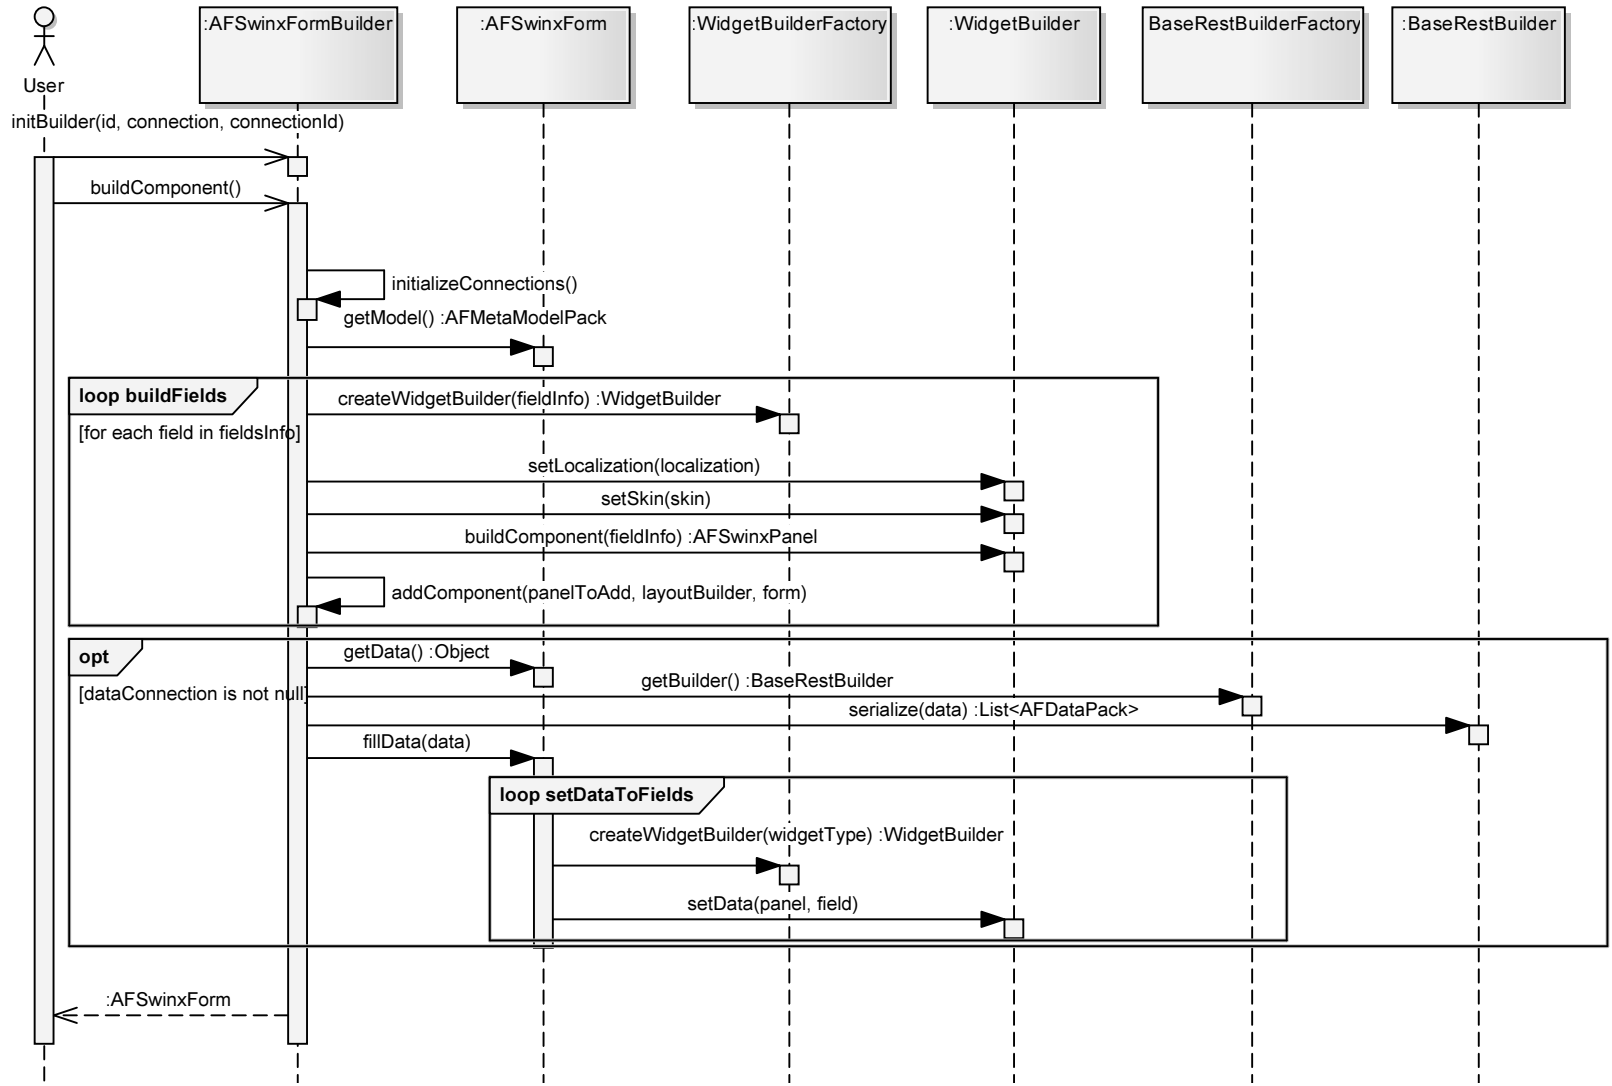 :AFSwinxFormBuilder
:AFSwinxForm
:WidgetBuilderFactory
:WidgetBuilder
BaseRestBuilderFactory
:BaseRestBuilder
User
initBuilder(id, connection, connectionId)
buildComponent()
initializeConnections()
getModel() :AFMetaModelPack
loop buildFields
createWidgetBuilder(fieldInfo) :WidgetBuilder
[for each field in fieldsInfo]
setLocalization(localization)
setSkin(skin)
buildComponent(fieldInfo) :AFSwinxPanel
addComponent(panelToAdd, layoutBuilder, form)
opt
getData() :Object
[dataConnection is not null]
getBuilder() :BaseRestBuilder
serialize(data) :List<AFDataPack>
fillData(data)
loop setDataToFields
createWidgetBuilder(widgetType) :WidgetBuilder
setData(panel, field)
:AFSwinxForm